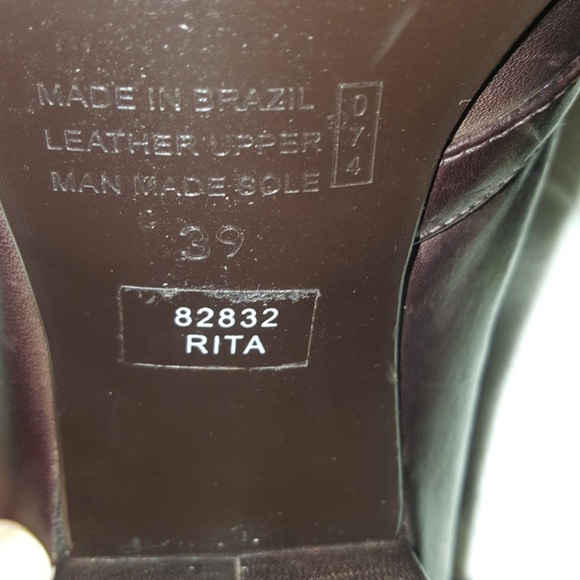 MADE IN BRAZIL
LEATHER UPPER
MAN MADE SOLE
074
39
82832
RITA